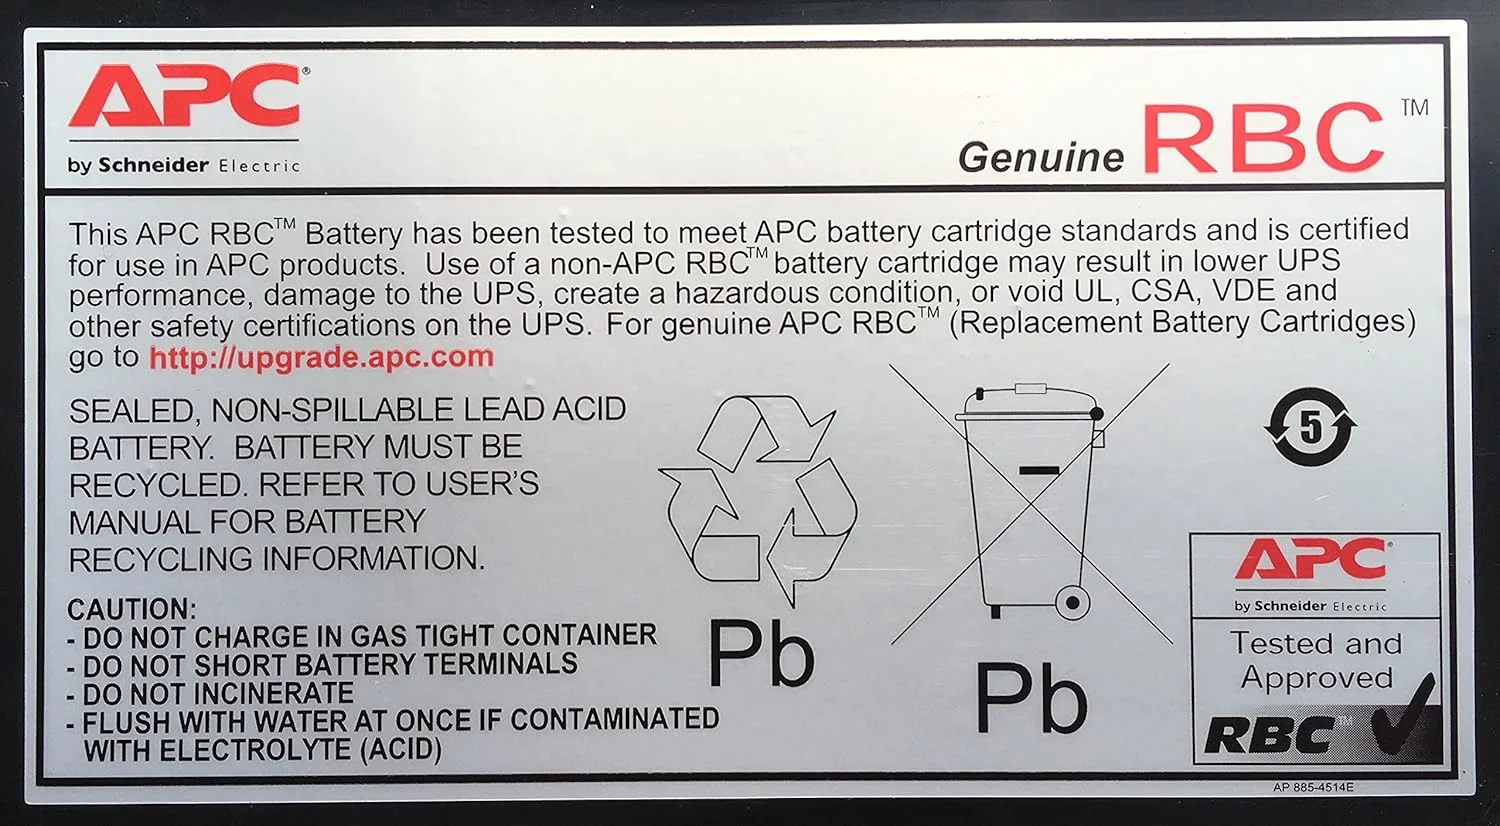 APC®
by Schneider Electric
Genuine RBC™
This APC RBC™ Battery has been tested to meet APC battery cartridge standards and is certified
for use in APC products. Use of a non-APC RBC™ battery cartridge may result in lower UPS
performance, damage to the UPS, create a hazardous condition, or void UL, CSA, VDE and
other safety certifications on the UPS. For genuine APC RBC™ (Replacement Battery Cartridges)
go to http://upgrade.apc.com
SEALED, NON-SPILLABLE LEAD ACID
BATTERY. BATTERY MUST BE
RECYCLED. REFER TO USER'S
MANUAL FOR BATTERY
RECYCLING INFORMATION.
CAUTION:
- DO NOT CHARGE IN GAS TIGHT CONTAINER
- DO NOT SHORT BATTERY TERMINALS
- DO NOT INCINERATE
- FLUSH WITH WATER AT ONCE IF CONTAMINATED
WITH ELECTROLYTE (ACID)
Pb
Pb
5
APC®
by Schneider Electric
Tested and
Approved
RBC™
AP 885-4514E